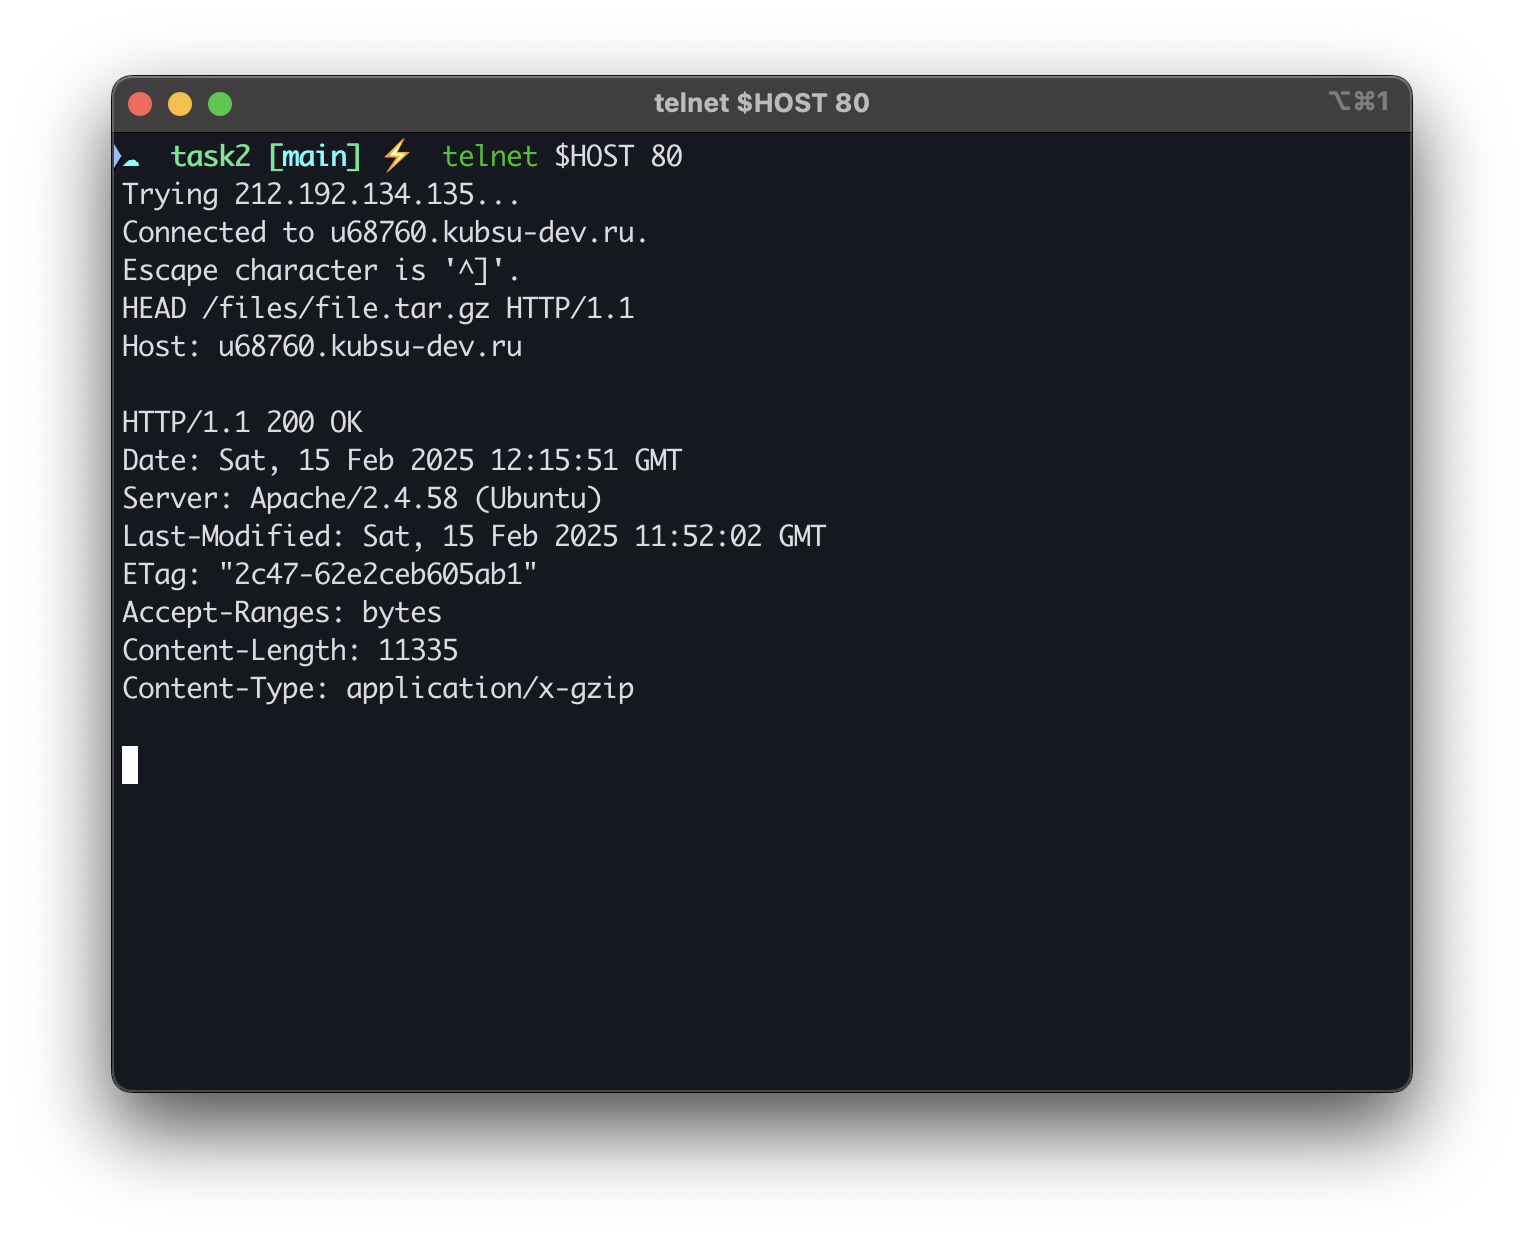 telnet $HOST 80
⌥⌘1
task2 [main] ⚡ telnet $HOST 80
Trying 212.192.134.135...
Connected to u68760.kubsu-dev.ru.
Escape character is '^]'.
HEAD /files/file.tar.gz HTTP/1.1
Host: u68760.kubsu-dev.ru
HTTP/1.1 200 OK
Date: Sat, 15 Feb 2025 12:15:51 GMT
Server: Apache/2.4.58 (Ubuntu)
Last-Modified: Sat, 15 Feb 2025 11:52:02 GMT
ETag: "2c47-62e2ceb605ab1"
Accept-Ranges: bytes
Content-Length: 11335
Content-Type: application/x-gzip